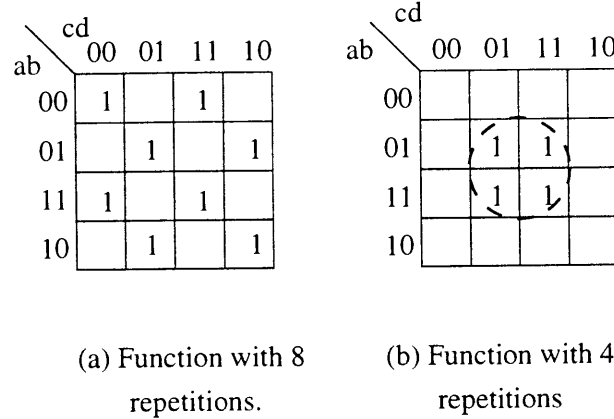 cd cd
ab 00 01 11 10 ab 00 01 11 10
00 1 1 00
01 1 1 01 1 1
11 1 1 11 1 1
10 1 1 10
(a) Function with 8 (b) Function with 4
repetitions. repetitions